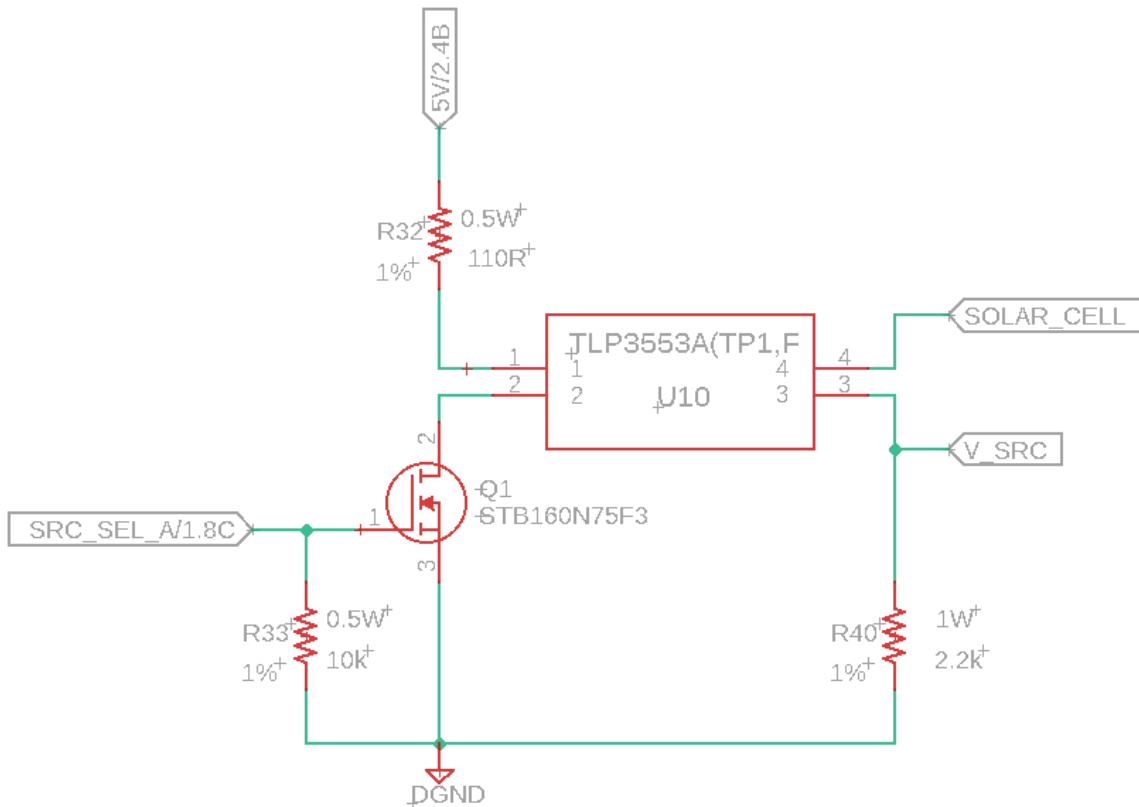 5V/2.4B
R32
0.5W
1%
110R
TLP3553A(TP1,F
U10
1
1
2
2
4
4
3
3
SOLAR_CELL
V_SRC
2
1
3
Q1
STB160N75F3
SRC_SEL_A/1.8C
R33
0.5W
1%
10k
R40
1W
1%
2.2k
DGND